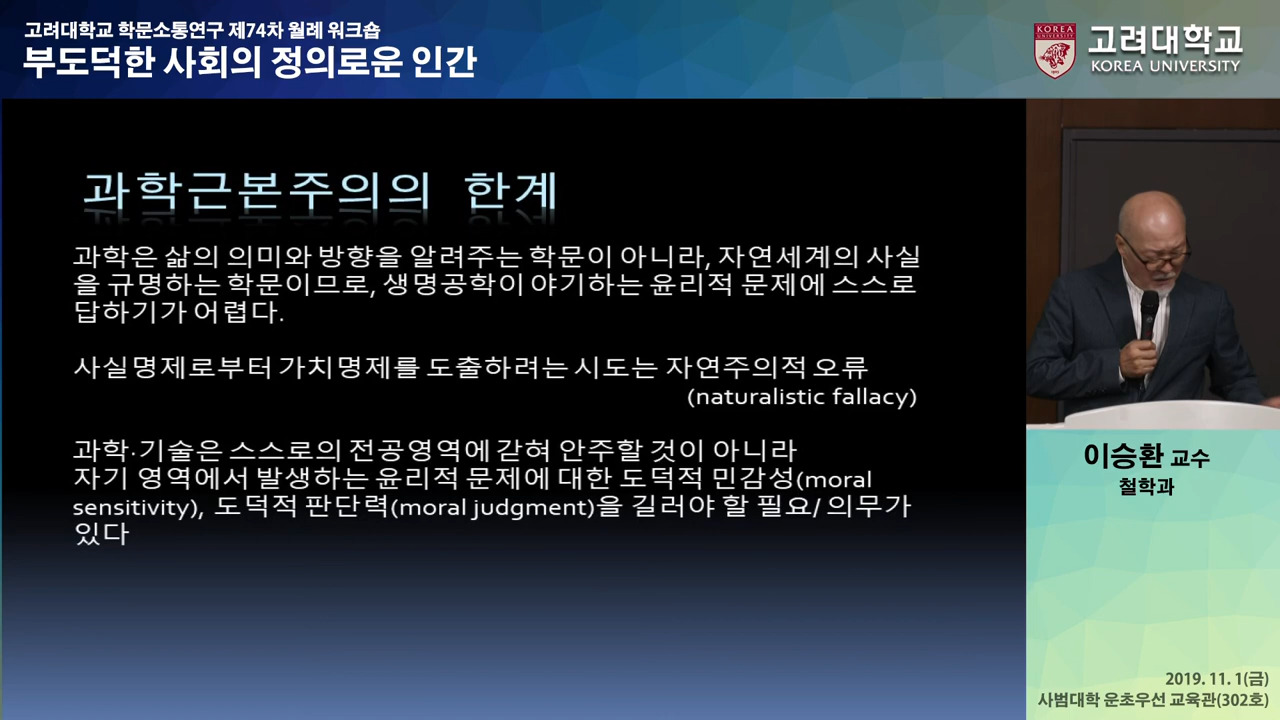 고려대학교 학문소통연구 제74차 월례 워크숍
부도덕한 사회의 정의로운 인간
KOREA
UNIVERSITY
1905
고려대학교
KOREA UNIVERSITY
과학근본주의의 한계
과학은 삶의 의미와 방향을 알려주는 학문이 아니라, 자연세계의 사실
을 규명하는 학문이므로, 생명공학이 야기하는 윤리적 문제에 스스로
답하기가 어렵다.
사실명제로부터 가치명제를 도출하려는 시도는 자연주의적 오류
(naturalistic fallacy)
과학·기술은 스스로의 전공영역에 갇혀 안주할 것이 아니라
자기 영역에서 발생하는 윤리적 문제에 대한 도덕적 민감성(moral
sensitivity), 도덕적 판단력(moral judgment)을 길러야 할 필요/ 의무가
있다
이승환 교수
철학과
2019. 11. 1(금)
사범대학 운초우선 교육관(302호)